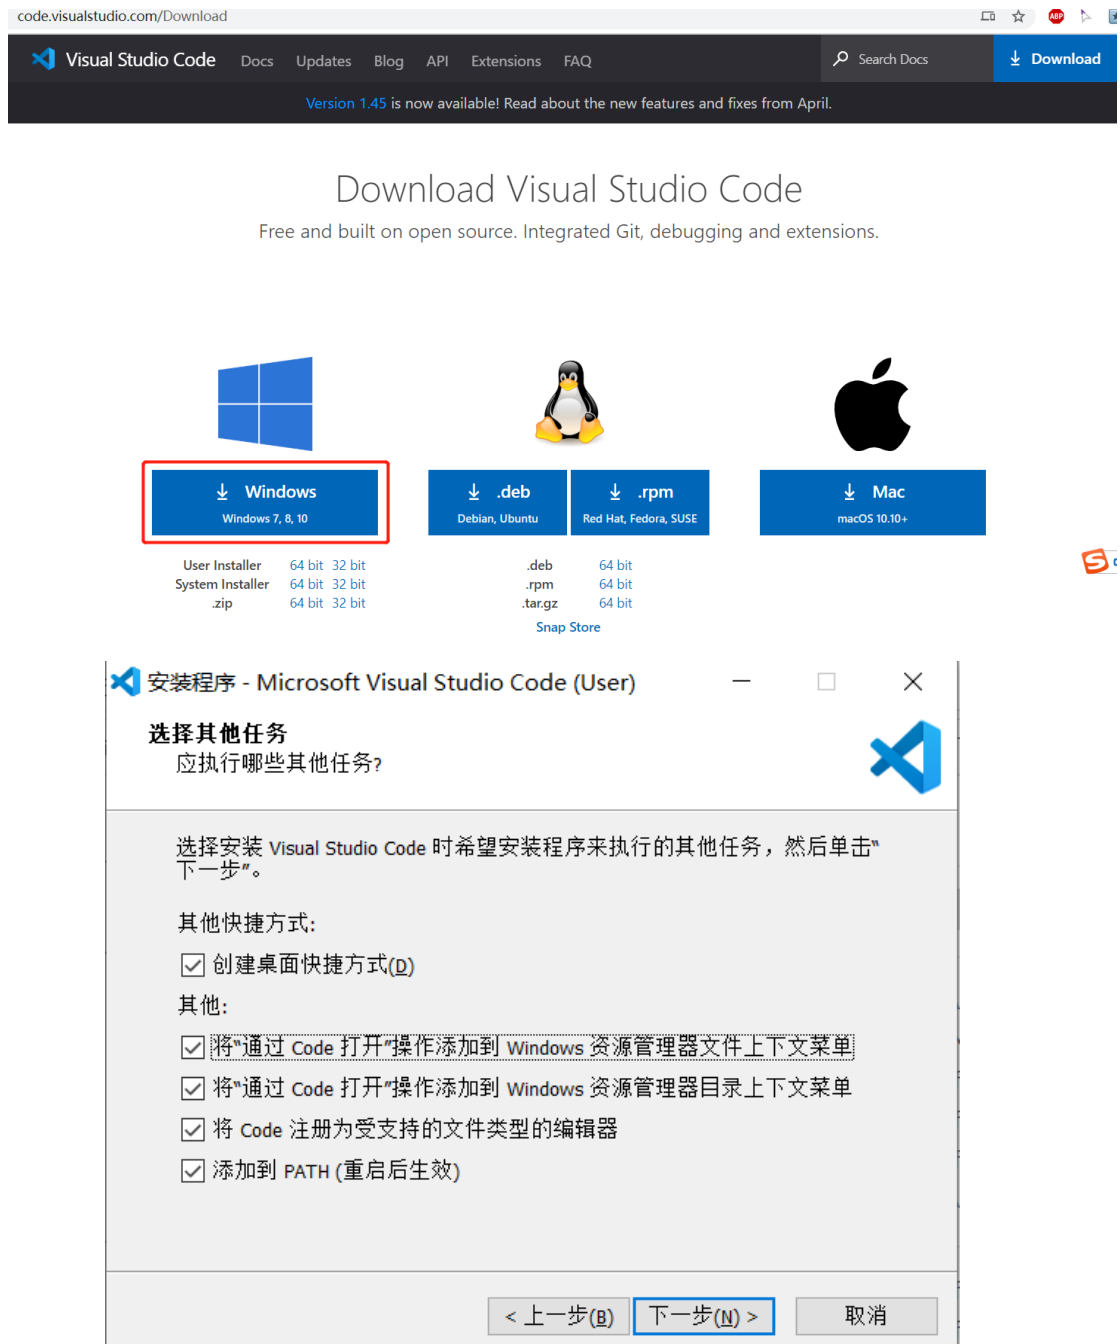 code.visualstudio.com/Download
ABP
Visual Studio Code Docs Updates Blog API Extensions FAQ Search Docs Download
Version 1.45 is now available! Read about the new features and fixes from April.
Download Visual Studio Code
Free and built on open source. Integrated Git, debugging and extensions.
Windows
Windows 7, 8, 10
.deb
Debian, Ubuntu
.rpm
Red Hat, Fedora, SUSE
Mac
macOS 10.10+
User Installer 64 bit 32 bit
System Installer 64 bit 32 bit
.zip 64 bit 32 bit
.deb 64 bit
.rpm 64 bit
.tar.gz 64 bit
Snap Store
安装程序 - Microsoft Visual Studio Code (User)
选择其他任务
应执行哪些其他任务?
选择安装 Visual Studio Code 时希望安装程序来执行的其他任务，然后单击“
下一步”。
其他快捷方式:
创建桌面快捷方式(D)
其他:
将“通过 Code 打开”操作添加到 Windows 资源管理器文件上下文菜单
将“通过 Code 打开”操作添加到 Windows 资源管理器目录上下文菜单
将 Code 注册为受支持的文件类型的编辑器
添加到 PATH (重启后生效)
< 上一步(B) 下一步(N) > 取消